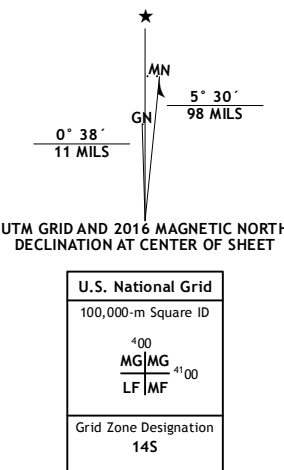 MN
5° 30´
98 MILS
GN
0° 38´
11 MILS
UTM GRID AND 2016 MAGNETIC NORTH
DECLINATION AT CENTER OF SHEET
U.S. National Grid
100,000-m Square ID
400
MG MG
4100
LF MF
Grid Zone Designation
14S